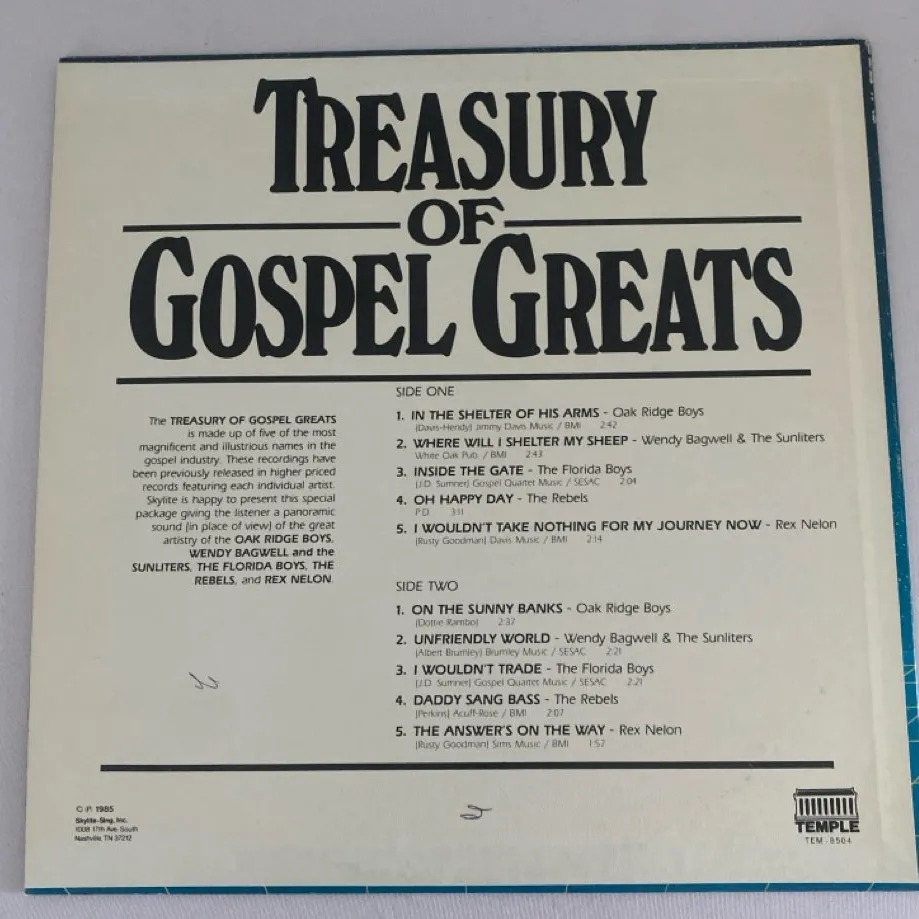 TREASURY
OF
GOSPEL GREATS
The TREASURY OF GOSPEL GREATS
is made up of five of the most
magnificent and illustrious names in the
gospel industry. These recordings have
been previously released in higher priced
records featuring each individual artist.
Skylite is happy to present this special
package giving the listener a panoramic
sound (in place of view) of the great
artistry of the OAK RIDGE BOYS,
WENDY BAGWELL and the
SUNLITERS, THE FLORIDA BOYS, THE
REBELS, and REX NELON.
SIDE ONE
1. IN THE SHELTER OF HIS ARMS - Oak Ridge Boys
(Davis-Hendy) Jimmy Davis Music / BMI 2:42
2. WHERE WILL I SHELTER MY SHEEP - Wendy Bagwell & The Sunliters
White Oak Pub. / BMI 2:43
3. INSIDE THE GATE - The Florida Boys
(J.D. Sumner) Gospel Quartet Music / SESAC 2:04
4. OH HAPPY DAY - The Rebels
P.D. 3:11
5. I WOULDN'T TAKE NOTHING FOR MY JOURNEY NOW - Rex Nelon
(Rusty Goodman) Davis Music / BMI 2:14
SIDE TWO
1. ON THE SUNNY BANKS - Oak Ridge Boys
(Dottie Rambo) 2:37
2. UNFRIENDLY WORLD - Wendy Bagwell & The Sunliters
(Albert Brumley) Brumley Music / SESAC 2:21
3. I WOULDN'T TRADE - The Florida Boys
(J.D. Sumner) Gospel Quartet Music / SESAC 2:21
4. DADDY SANG BASS - The Rebels
(Perkins) Acuff-Rose / BMI 2:07
5. THE ANSWER'S ON THE WAY - Rex Nelon
(Rusty Goodman) Sims Music / BMI 1:57
© ℗ 1985
Skylite-Sing, Inc.
1008 17th Ave. South
Nashville, TN 37212
TEMPLE
TEM-8504